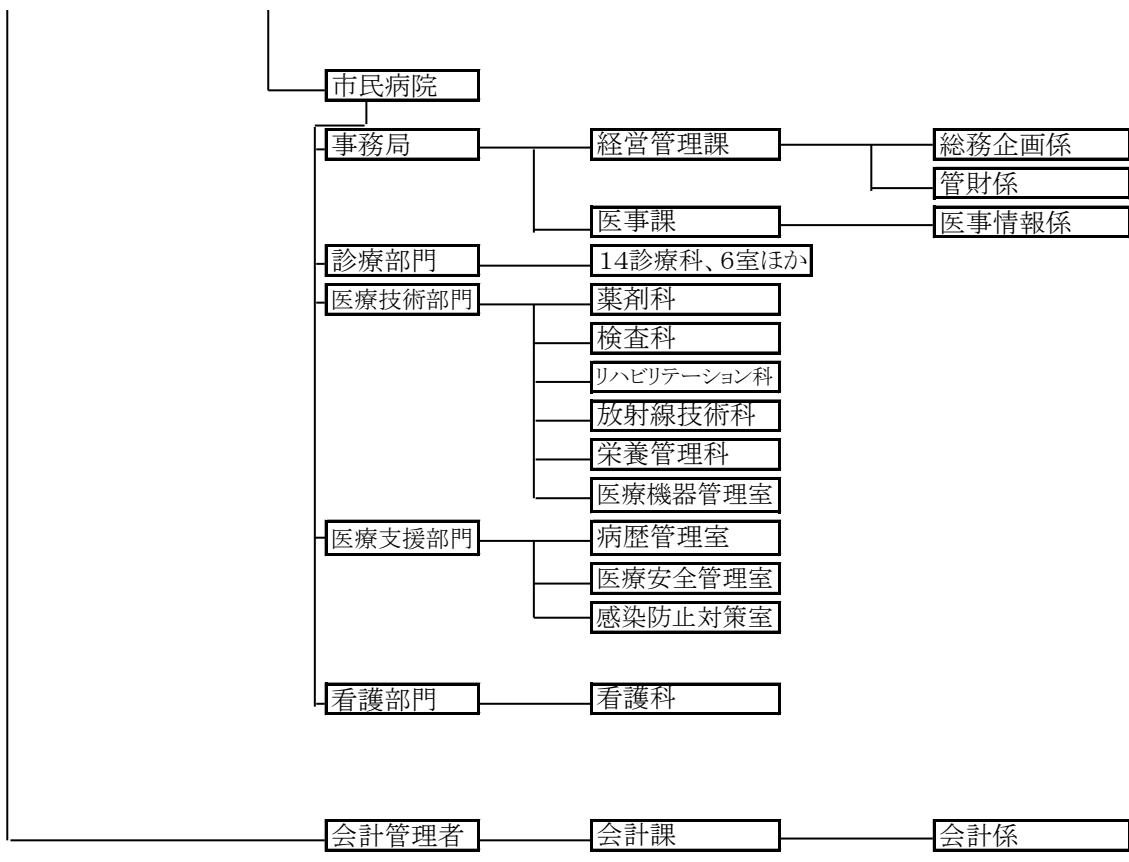 市民病院
事務局 経営管理課 総務企画係
管財係
医事課 医事情報係
診療部門 14診療科、6室ほか
医療技術部門 薬剤科
検査科
リハビリテーション科
放射線技術科
栄養管理科
医療機器管理室
医療支援部門 病歴管理室
医療安全管理室
感染防止対策室
看護部門 看護科
会計管理者 会計課 会計係